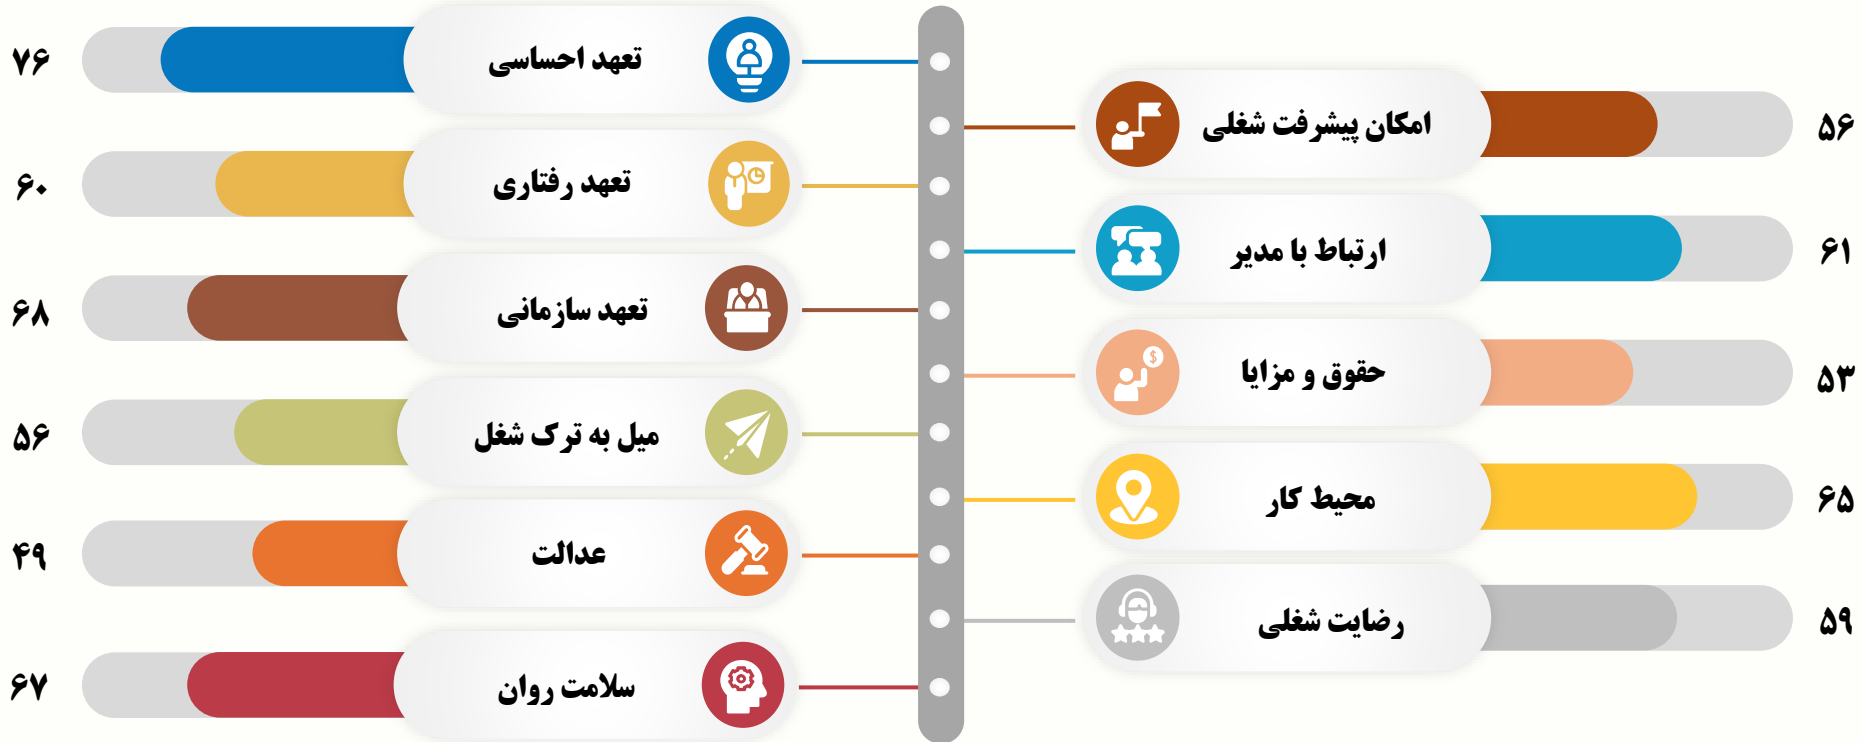 امکان پیشرفت شغلی
۵۶
ارتباط با مدیر
۶۱
حقوق و مزایا
۵۳
محیط کار
۶۵
رضایت شغلی
۵۹
تعهد احساسی
۷۶
تعهد رفتاری
۶۰
تعهد سازمانی
۶۸
میل به ترک شغل
۵۶
عدالت
۴۹
سلامت روان
۶۷